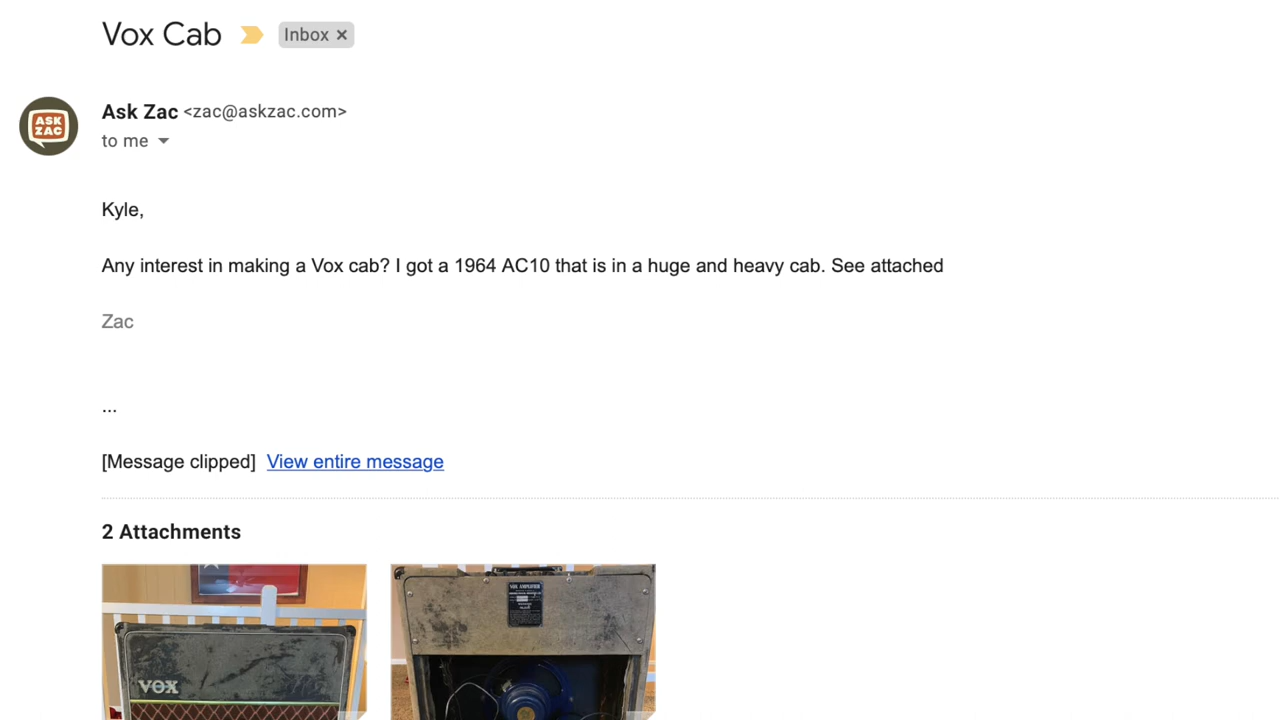 Vox Cab Inbox ×
Ask Zac <zac@askzac.com>
ASK
ZAC
to me
Kyle,
Any interest in making a Vox cab? I got a 1964 AC10 that is in a huge and heavy cab. See attached
Zac
...
[Message clipped] View entire message
2 Attachments
VOX AMPLIFIER
VOX